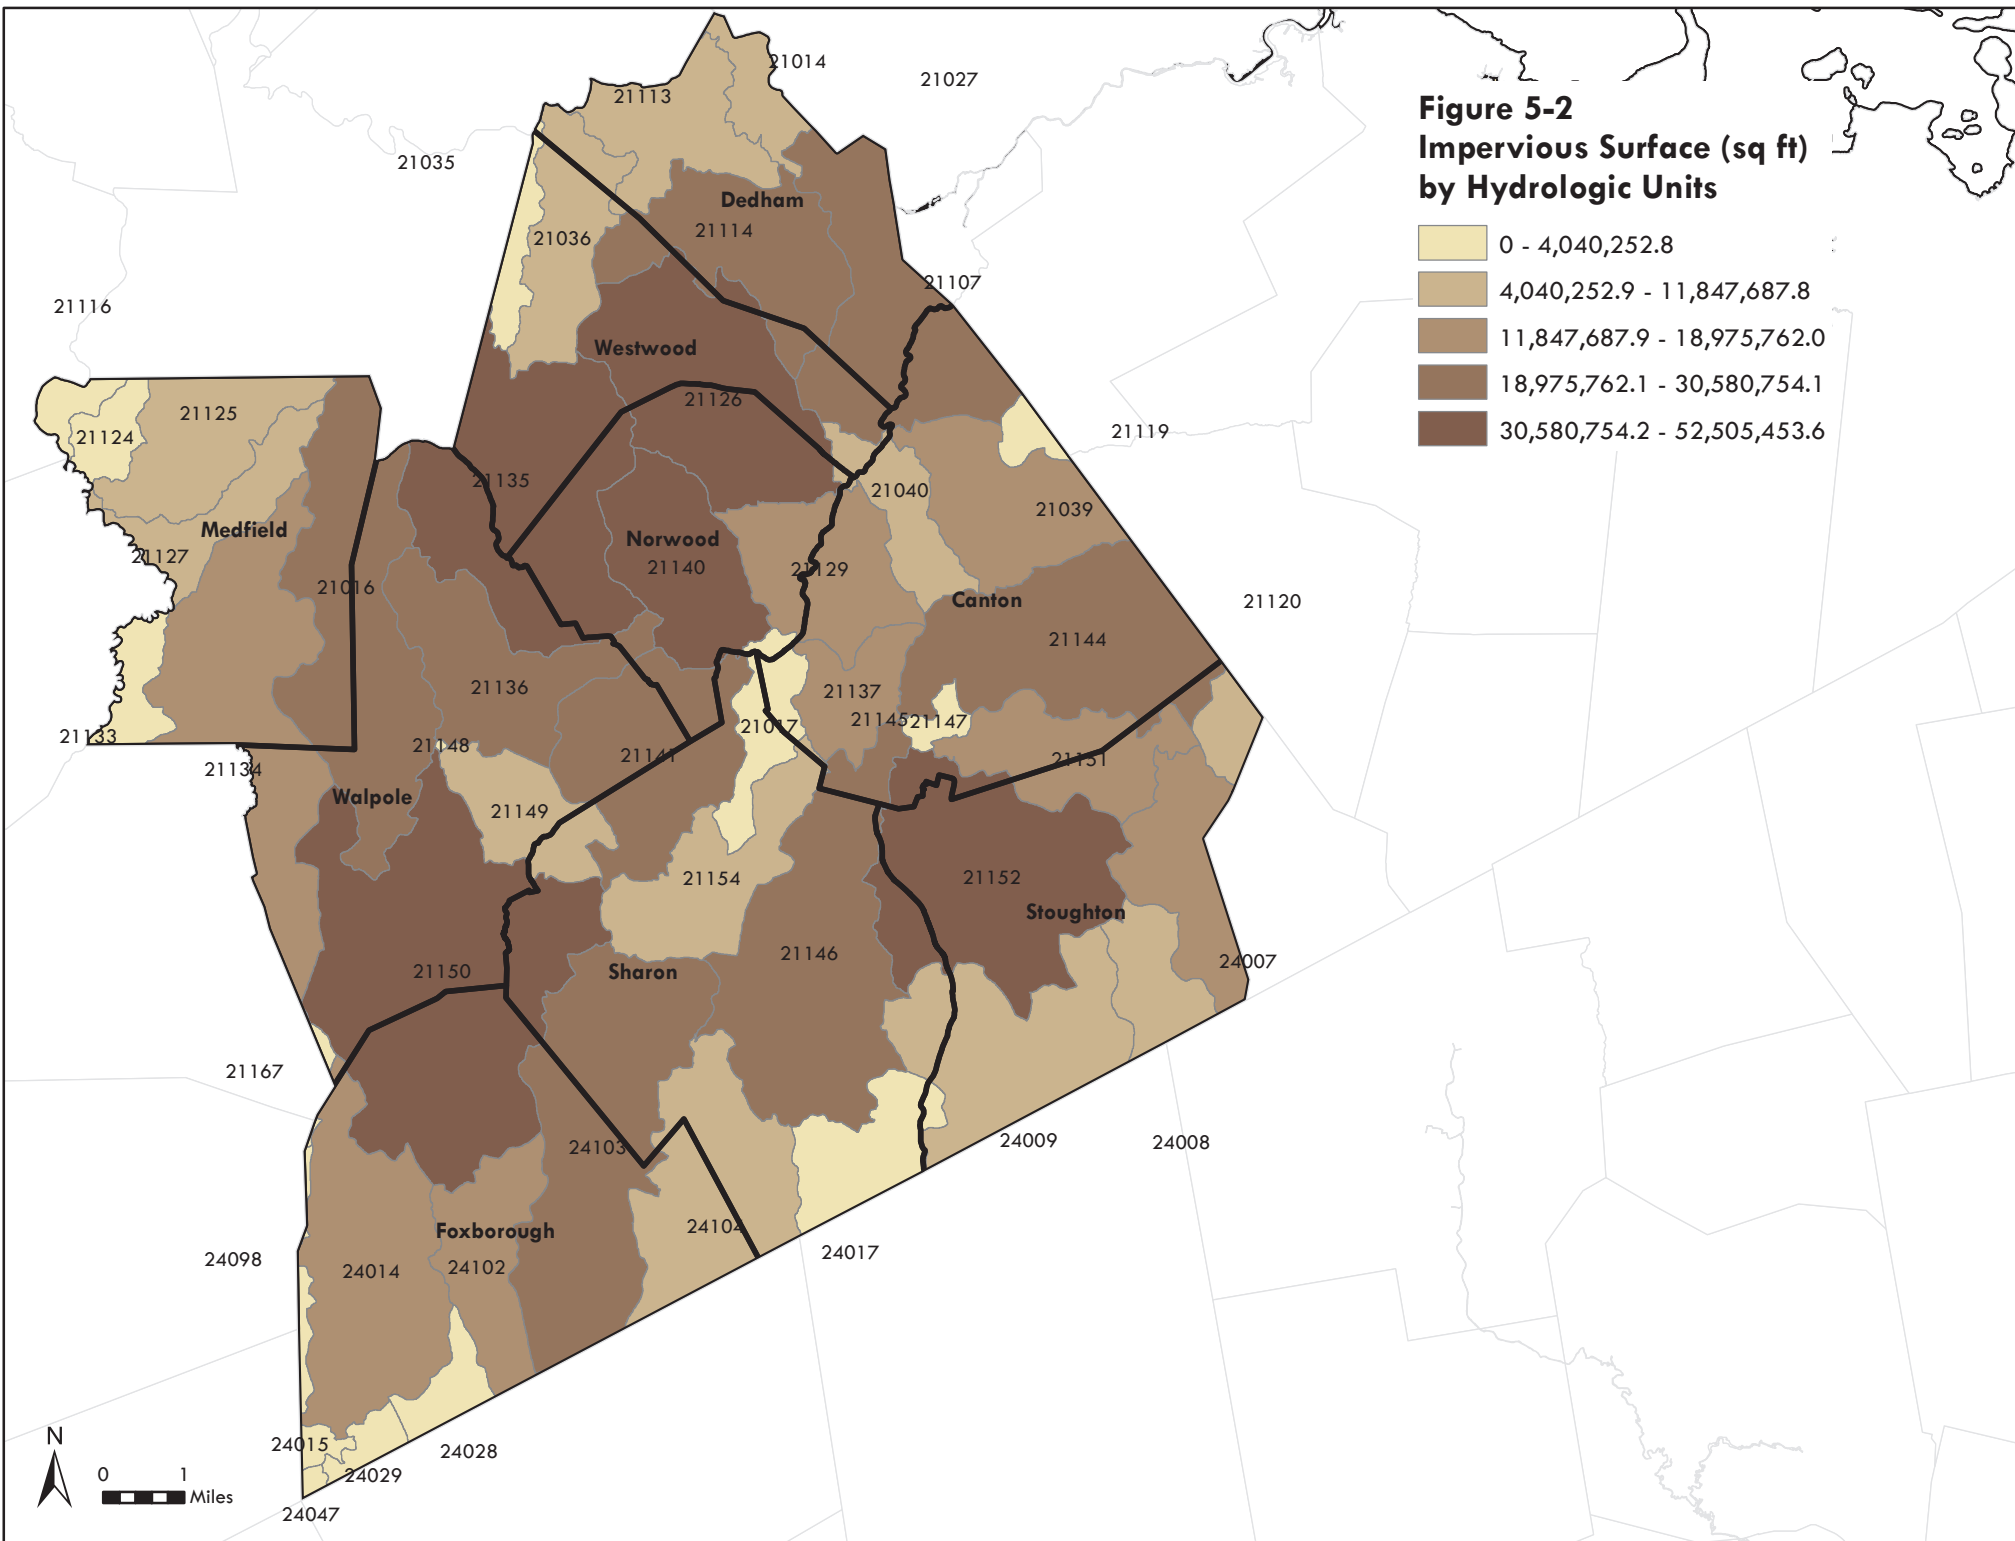 Figure 5-2
Impervious Surface (sq ft)
by Hydrologic Units
0 - 4,040,252.8
4,040,252.9 - 11,847,687.8
11,847,687.9 - 18,975,762.0
18,975,762.1 - 30,580,754.1
30,580,754.2 - 52,505,453.6
21014
21027
21113
21035
Dedham
21114
21036
21107
21116
Westwood
21126
21125
21119
21124
21135
21040
21039
Medfield
Norwood
21127
21140
21129
21016
Canton
21120
21144
21136
21137
21145
21147
21017
21133
21148
21141
21151
21134
Walpole
21149
21154
21152
Stoughton
21146
21150
Sharon
24007
21167
24103
24009
24008
24104
Foxborough
24017
24098
24014
24102
24015
24028
24029
24047
N
0 1
Miles